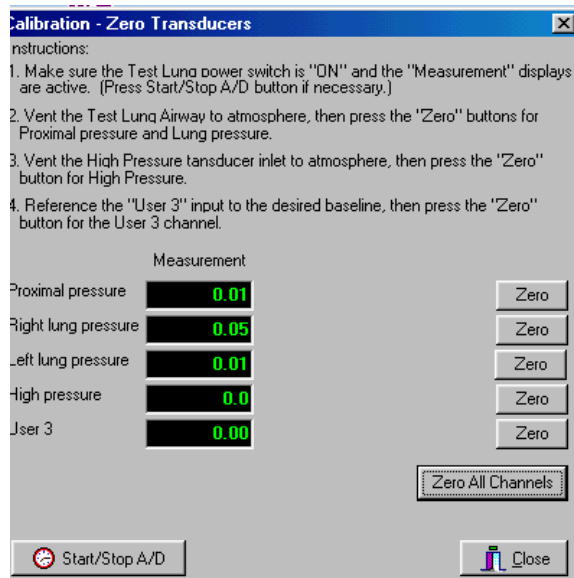 Calibration - Zero Transducers
nstructions:
1. Make sure the Test Lung power switch is "ON" and the "Measurement" displays
are active. (Press Start/Stop A/D button if necessary.)
2. Vent the Test Lung Airway to atmosphere, then press the "Zero" buttons for
Proximal pressure and Lung pressure.
3. Vent the High Pressure tansducer inlet to atmosphere, then press the "Zero"
button for High Pressure.
4. Reference the "User 3" input to the desired baseline, then press the "Zero"
button for the User 3 channel.
Measurement
Proximal pressure 0.01 Zero
Right lung pressure 0.05 Zero
Left lung pressure 0.01 Zero
High pressure 0.0 Zero
User 3 0.00 Zero
Zero All Channels
Start/Stop A/D Close